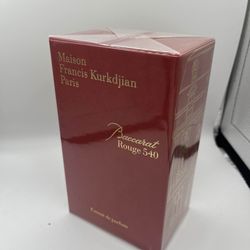 Maison
Francis Kurkdjian
Paris
Baccarat
Rouge 540
Extrait de parfum